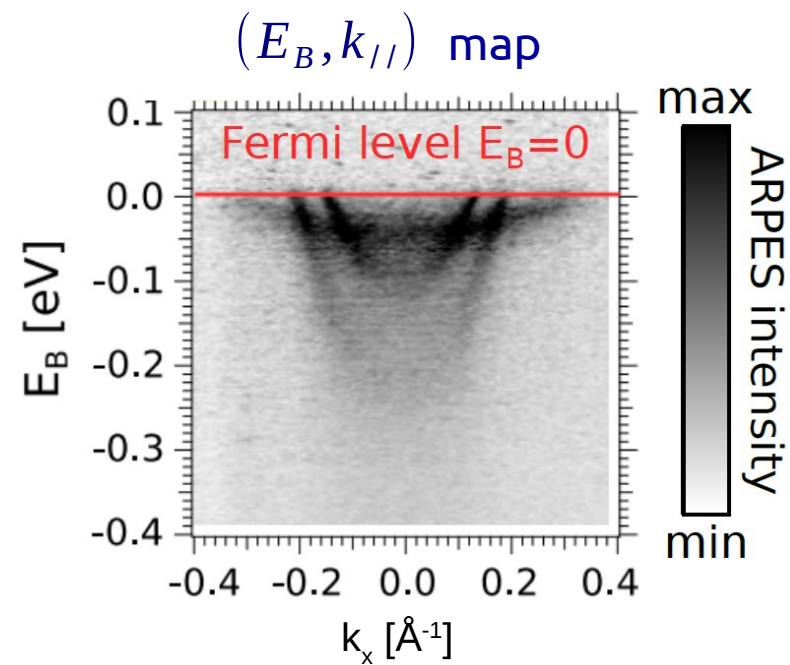 (E_B, k_//) map
max
0.1
Fermi level E_B=0
0.0
-0.1
-0.2
-0.3
-0.4
E_B [eV]
ARPES intensity
min
-0.4 -0.2 0.0 0.2 0.4
k_x [Å⁻¹]